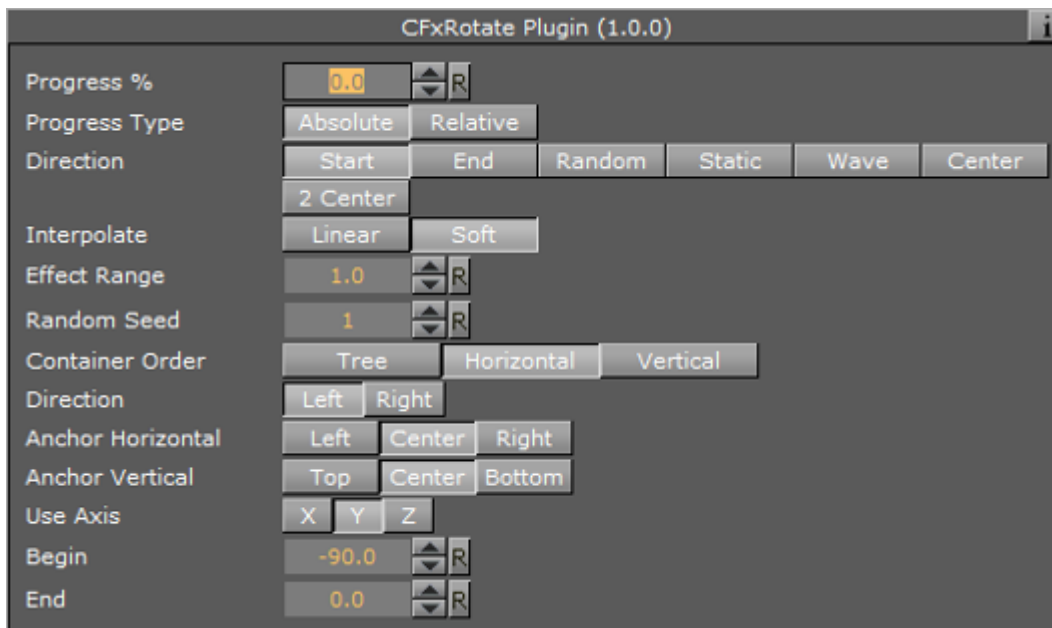 CFxRotate Plugin (1.0.0) i
Progress % 0.0 R
Progress Type Absolute Relative
Direction Start End Random Static Wave Center
2 Center
Interpolate Linear Soft
Effect Range 1.0 R
Random Seed 1 R
Container Order Tree Horizontal Vertical
Direction Left Right
Anchor Horizontal Left Center Right
Anchor Vertical Top Center Bottom
Use Axis X Y Z
Begin -90.0 R
End 0.0 R